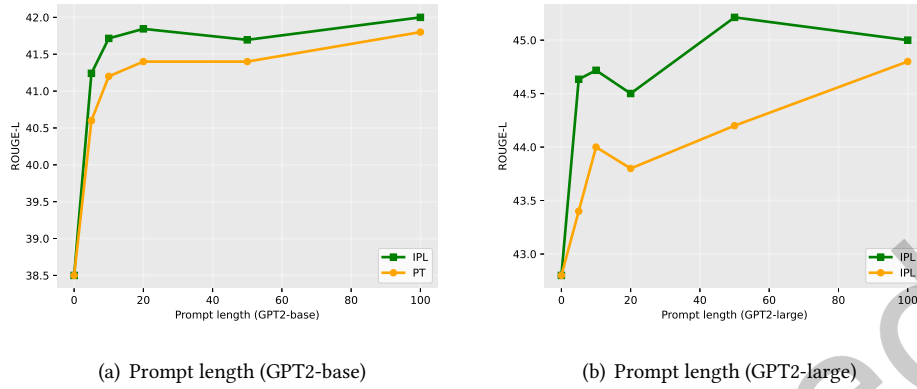 42.0
41.5
41.0
40.5
40.0
39.5
39.0
38.5
ROUGE-L
0 20 40 60 80 100
Prompt length (GPT2-base)
IPL
PT
(a) Prompt length (GPT2-base)
45.0
44.5
44.0
43.5
43.0
ROUGE-L
0 20 40 60 80 100
Prompt length (GPT2-large)
IPL
IPL
(b) Prompt length (GPT2-large)